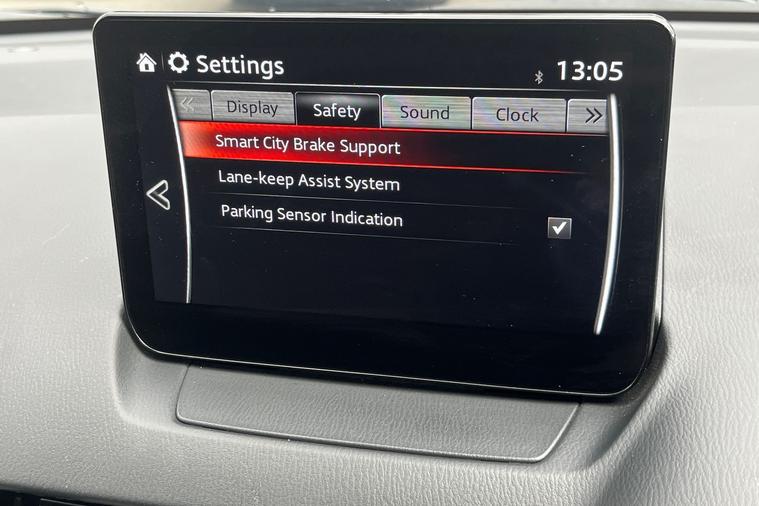 Settings 13:05
Display Safety Sound Clock
Smart City Brake Support
Lane-keep Assist System
Parking Sensor Indication